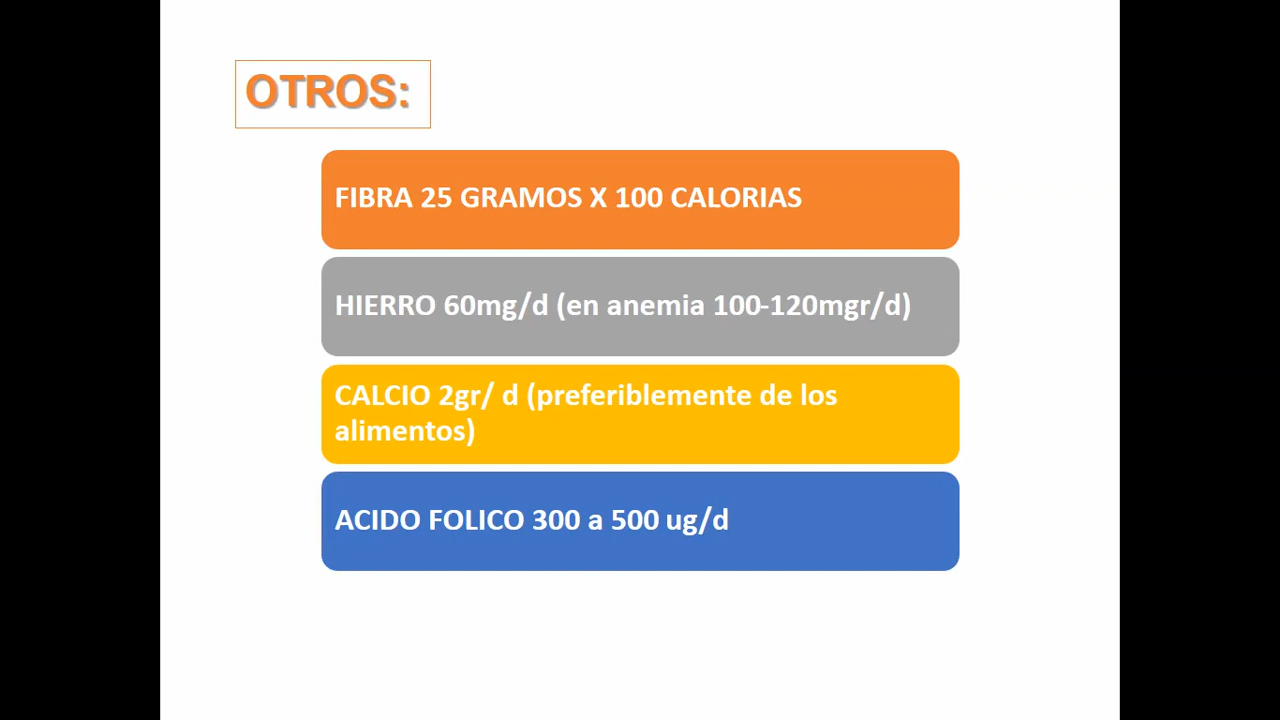 OTROS:
FIBRA 25 GRAMOS X 100 CALORIAS
HIERRO 60mg/d (en anemia 100-120mgr/d)
CALCIO 2gr/ d (preferiblemente de los
alimentos)
ACIDO FOLICO 300 a 500 ug/d